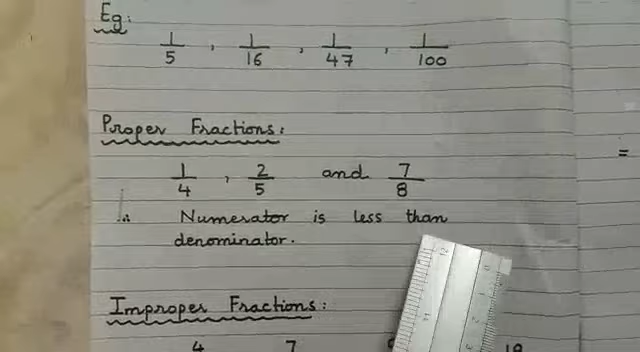 Eg:
1/5 , 1/16 , 1/47 , 1/100
Proper Fractions:
1/4 , 2/5 and 7/8
=
∴ Numerator is less than
denominator.
Improper Fractions:
4 7 19